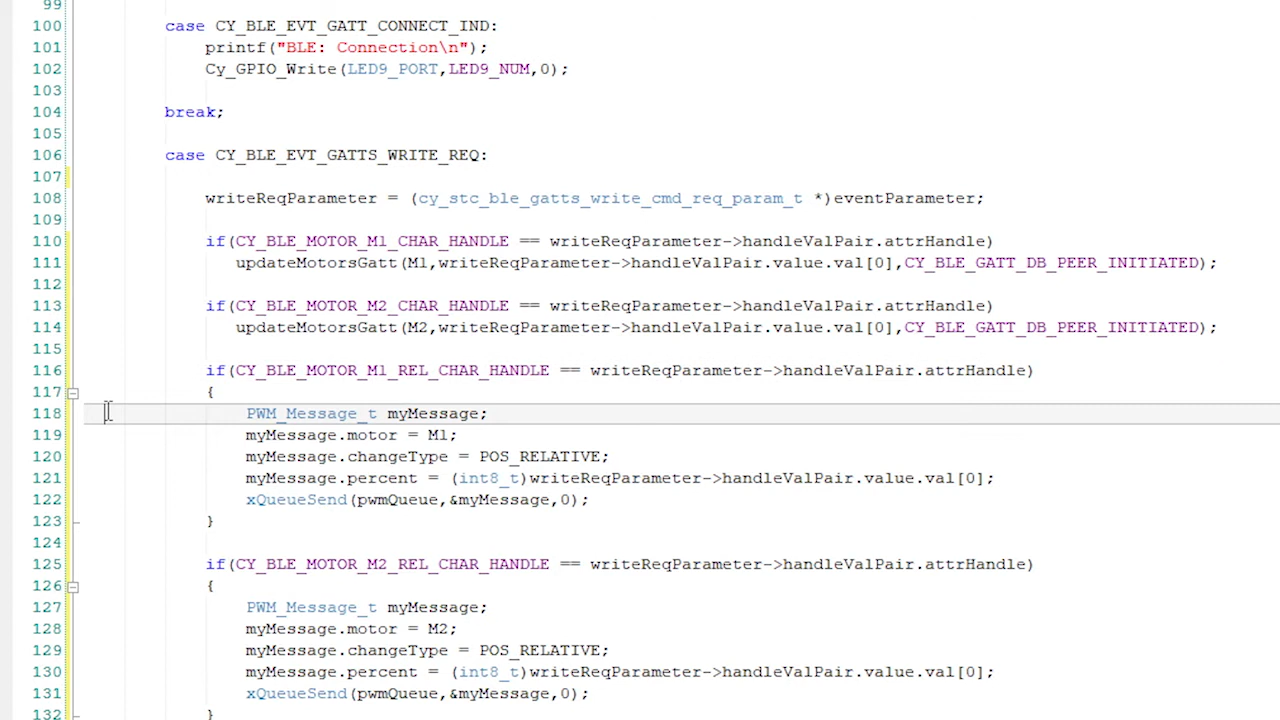 99
100 case CY_BLE_EVT_GATT_CONNECT_IND:
101 printf("BLE: Connection\n");
102 Cy_GPIO_Write(LED9_PORT,LED9_NUM,0);
103
104 break;
105
106 case CY_BLE_EVT_GATTS_WRITE_REQ:
107
108 writeReqParameter = (cy_stc_ble_gatts_write_cmd_req_param_t *)eventParameter;
109
110 if(CY_BLE_MOTOR_M1_CHAR_HANDLE == writeReqParameter->handleValPair.attrHandle)
111 updateMotorsGatt(M1,writeReqParameter->handleValPair.value.val[0],CY_BLE_GATT_DB_PEER_INITIATED);
112
113 if(CY_BLE_MOTOR_M2_CHAR_HANDLE == writeReqParameter->handleValPair.attrHandle)
114 updateMotorsGatt(M2,writeReqParameter->handleValPair.value.val[0],CY_BLE_GATT_DB_PEER_INITIATED);
115
116 if(CY_BLE_MOTOR_M1_REL_CHAR_HANDLE == writeReqParameter->handleValPair.attrHandle)
117 {
118 PWM_Message_t myMessage;
119 myMessage.motor = M1;
120 myMessage.changeType = POS_RELATIVE;
121 myMessage.percent = (int8_t)writeReqParameter->handleValPair.value.val[0];
122 xQueueSend(pwmQueue,&myMessage,0);
123 }
124
125 if(CY_BLE_MOTOR_M2_REL_CHAR_HANDLE == writeReqParameter->handleValPair.attrHandle)
126 {
127 PWM_Message_t myMessage;
128 myMessage.motor = M2;
129 myMessage.changeType = POS_RELATIVE;
130 myMessage.percent = (int8_t)writeReqParameter->handleValPair.value.val[0];
131 xQueueSend(pwmQueue,&myMessage,0);
132 }